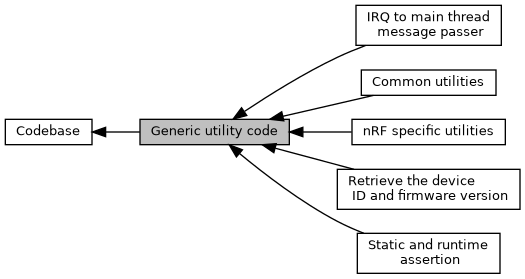 IRQ to main thread
message passer
Common utilities
Codebase
Generic utility code
nRF specific utilities
Retrieve the device
ID and firmware version
Static and runtime
assertion